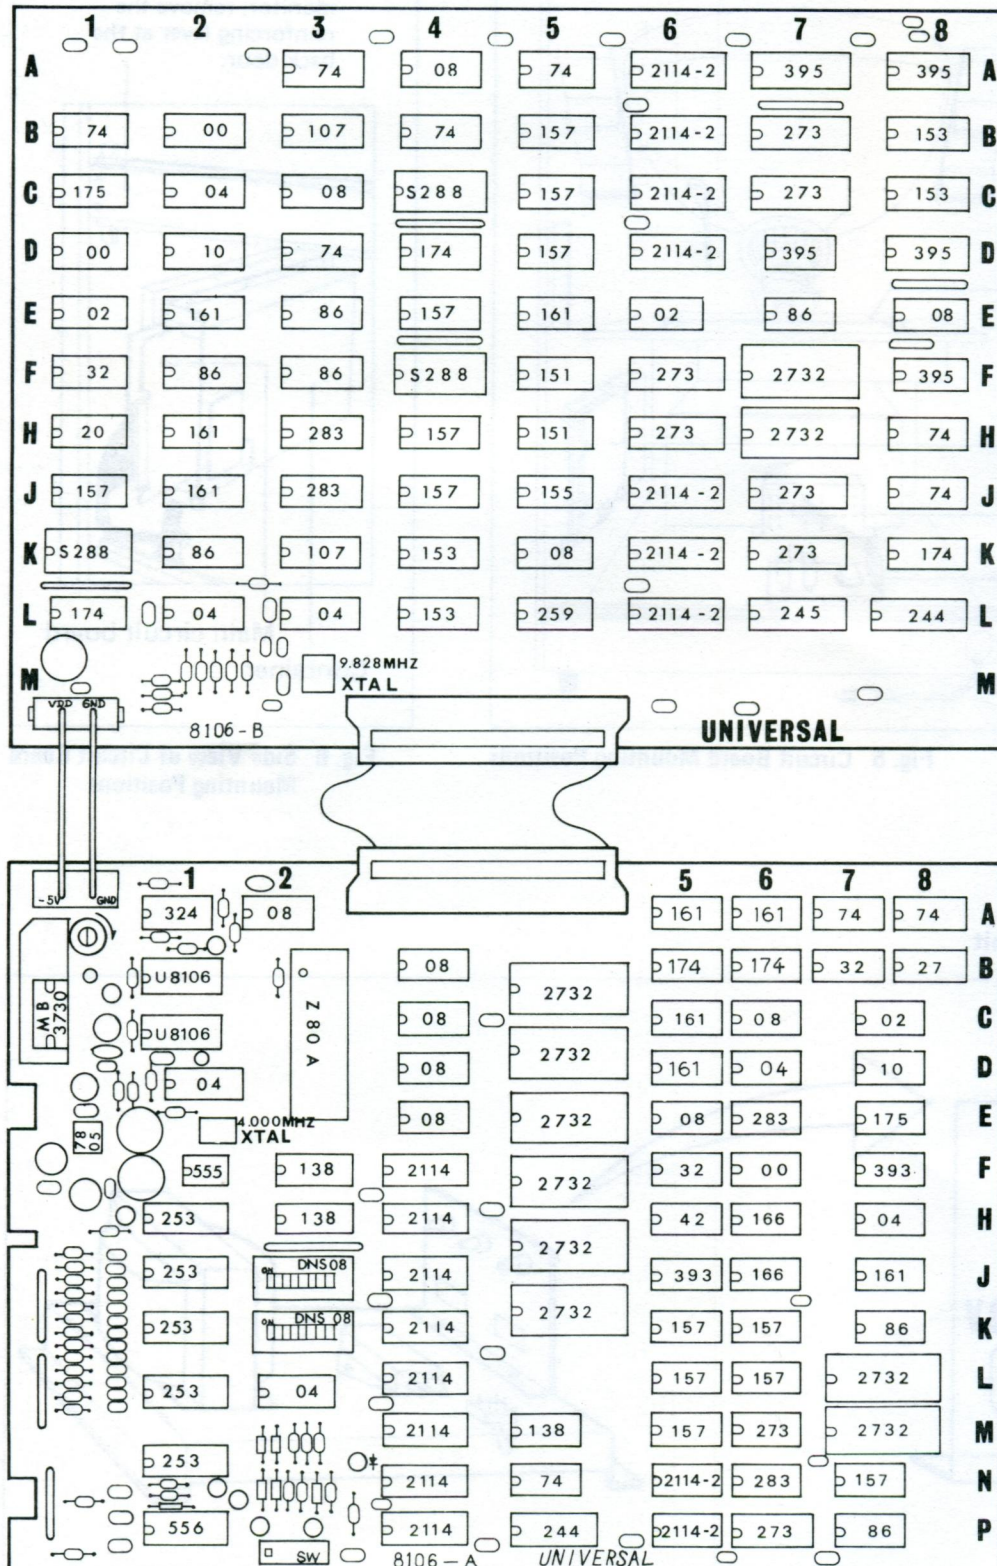 1 2 3 4 5 6 7 8
A 74 08 74 2114-2 395 395 A
B 74 00 107 74 157 2114-2 273 153 B
C 175 04 08 S288 157 2114-2 273 153 C
D 00 10 74 174 157 2114-2 395 395 D
E 02 161 86 157 161 02 86 08 E
F 32 86 86 S288 151 273 2732 395 F
H 20 161 283 157 151 273 2732 74 H
J 157 161 283 157 155 2114-2 273 74 J
K S288 86 107 153 08 2114-2 273 174 K
L 174 04 04 153 259 2114-2 245 244 L
M 9.828MHZ M
XTAL
VDD GND
8106-B UNIVERSAL
1 2 5 6 7 8
-5V GND
324 08 161 161 74 74 A
U8106 08 174 174 32 27 B
2732
MB 3730
Z80A
U8106 08 161 08 02 C
2732
04 08 161 04 10 D
4.000MHZ
XTAL
78 05
08 2732 08 283 175 E
555 138 2114 2732 32 00 393 F
253 138 2114 42 166 04 H
2732
253 ON DNS08 2114 393 166 161 J
2732
253 ON DNS 08 2114 157 157 86 K
253 04 2114 157 157 2732 L
2114 138 157 273 2732 M
253 2114 74 2114-2 283 157 N
556 2114 244 2114-2 273 86 P
SW 8106-A UNIVERSAL